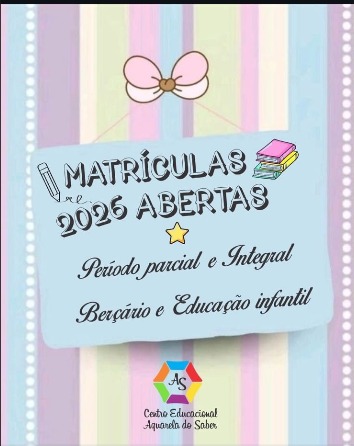 MATRÍCULAS
2026 ABERTAS
Período parcial e Integral
Berçário e Educação infantil
AS
Centro Educacional
Aquarela do Saber